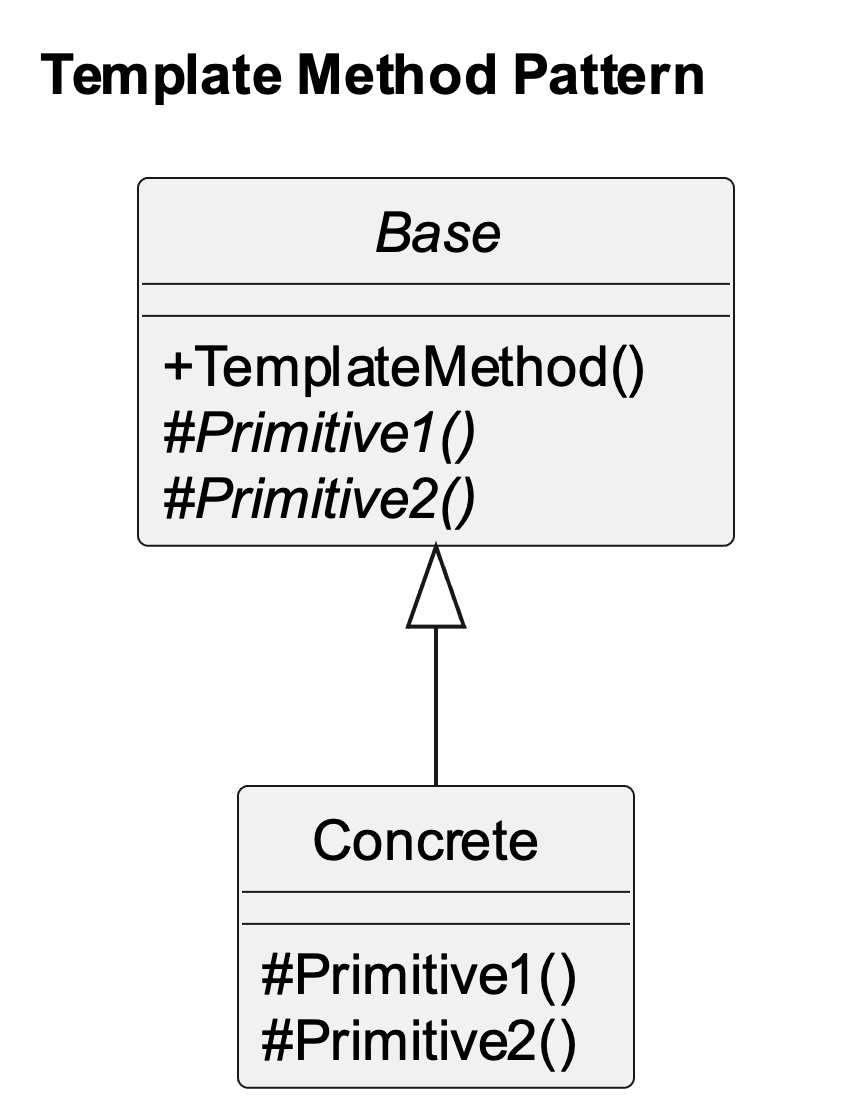 Template Method Pattern
Base
+TemplateMethod()
#Primitive1()
#Primitive2()
Concrete
#Primitive1()
#Primitive2()